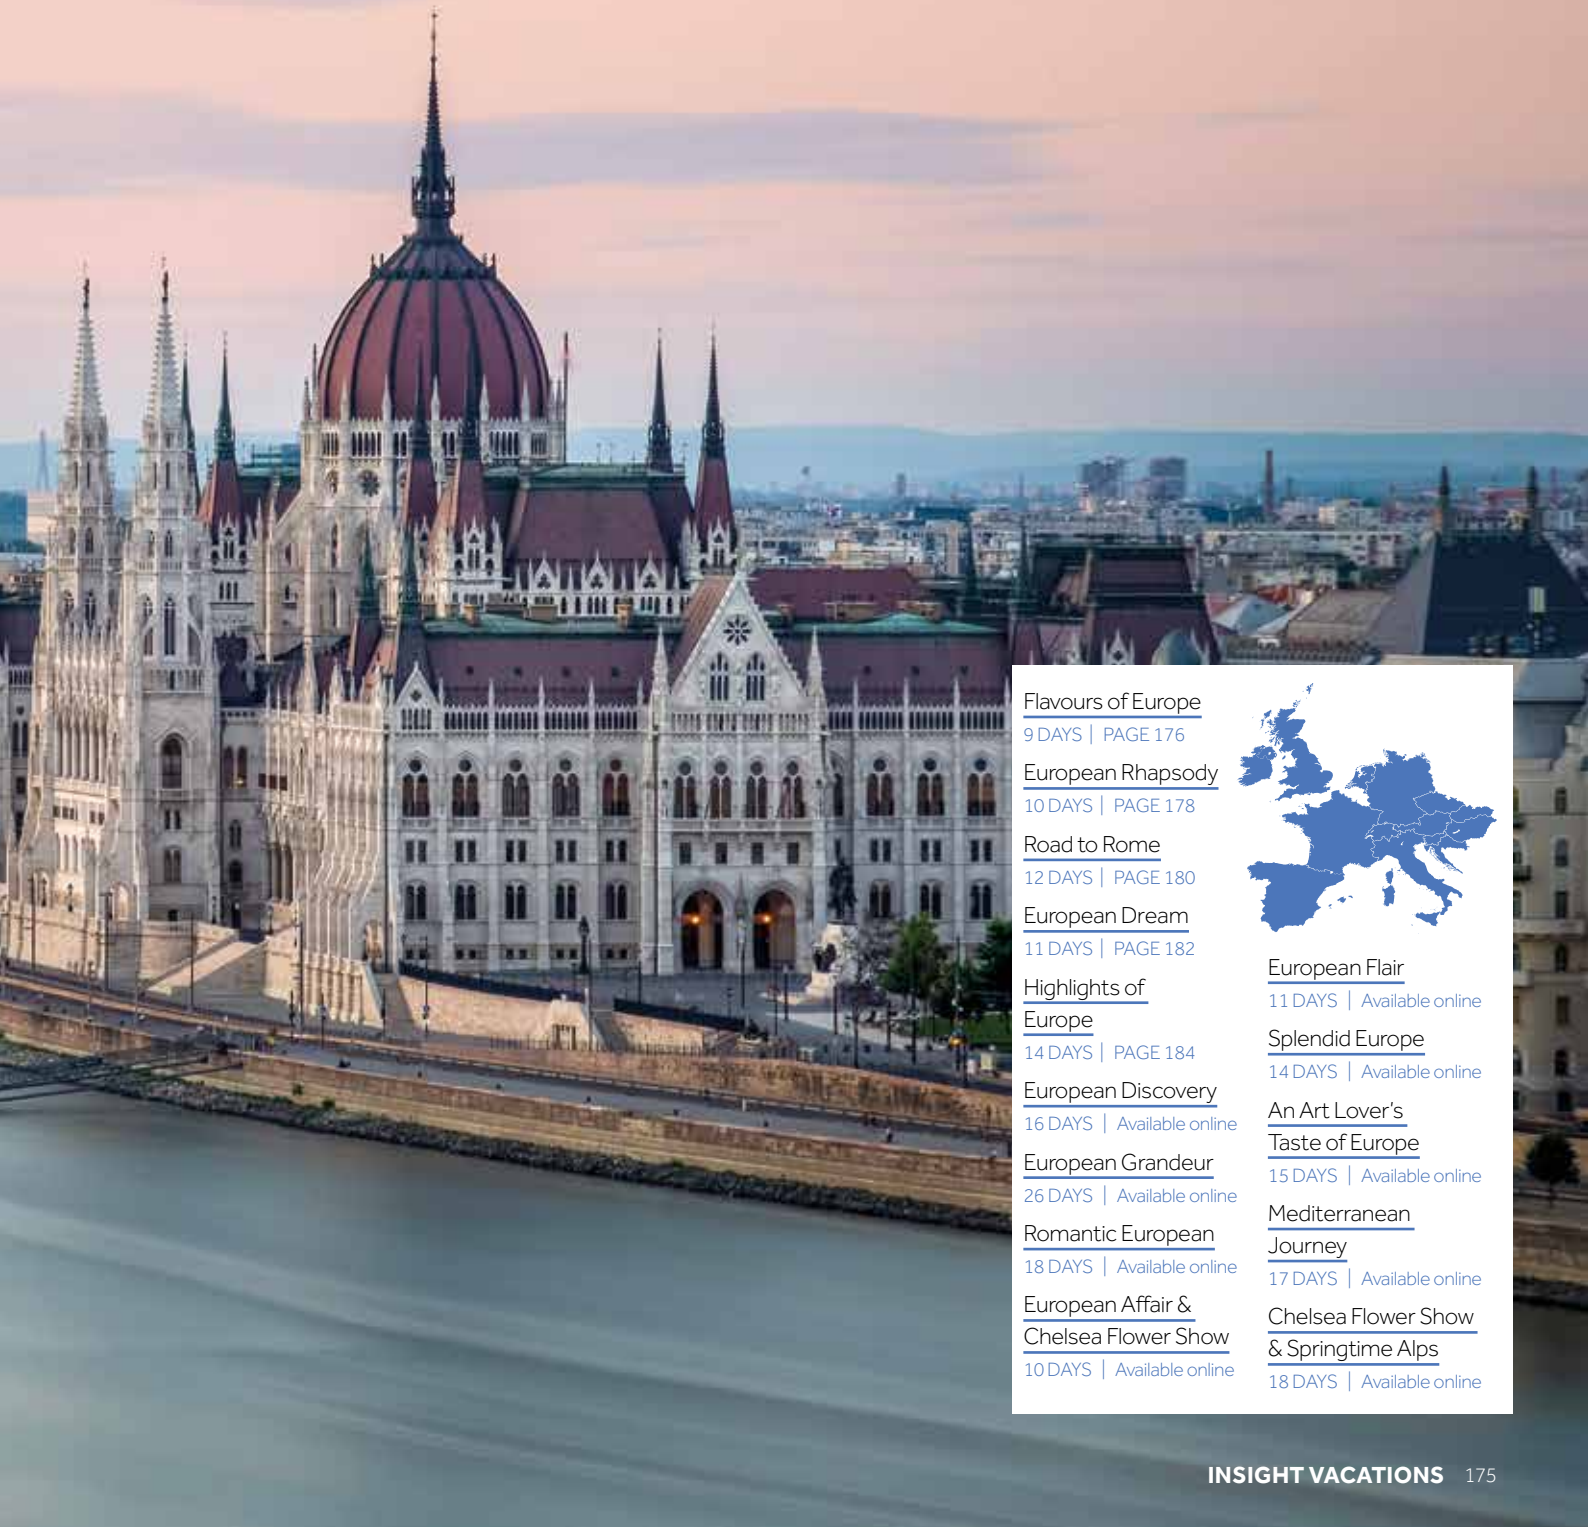 Flavours of Europe
9 DAYS | PAGE 176
European Rhapsody
10 DAYS | PAGE 178
Road to Rome
12 DAYS | PAGE 180
European Dream
11 DAYS | PAGE 182
Highlights of
Europe
14 DAYS | PAGE 184
European Discovery
16 DAYS | Available online
European Grandeur
26 DAYS | Available online
Romantic European
18 DAYS | Available online
European Affair &
Chelsea Flower Show
10 DAYS | Available online
European Flair
11 DAYS | Available online
Splendid Europe
14 DAYS | Available online
An Art Lover's
Taste of Europe
15 DAYS | Available online
Mediterranean
Journey
17 DAYS | Available online
Chelsea Flower Show
& Springtime Alps
18 DAYS | Available online
INSIGHT VACATIONS 175